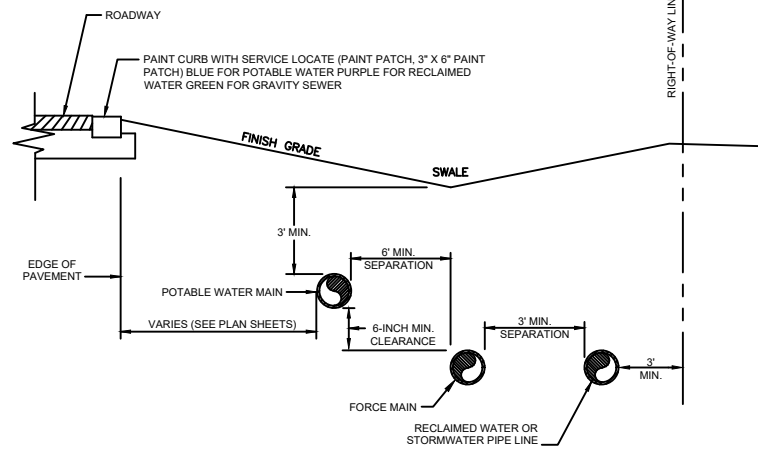 ROADWAY
PAINT CURB WITH SERVICE LOCATE (PAINT PATCH, 3" X 6" PAINT
PATCH) BLUE FOR POTABLE WATER PURPLE FOR RECLAIMED
WATER GREEN FOR GRAVITY SEWER
RIGHT-OF-WAY LINE
FINISH GRADE
SWALE
3' MIN.
6' MIN.
SEPARATION
EDGE OF
PAVEMENT
POTABLE WATER MAIN
VARIES (SEE PLAN SHEETS)
6-INCH MIN.
CLEARANCE
3' MIN.
SEPARATION
3'
MIN.
FORCE MAIN
RECLAIMED WATER OR
STORMWATER PIPE LINE